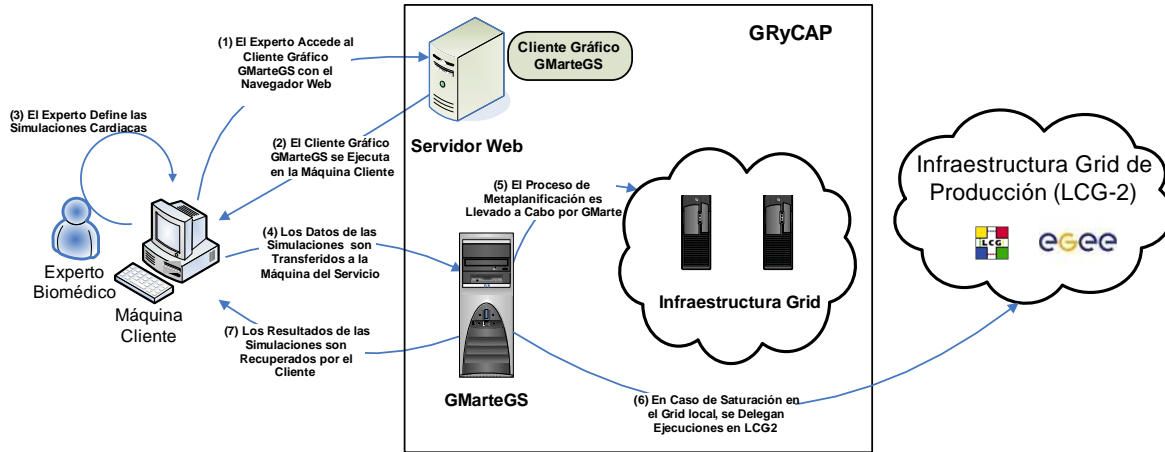 (1) El Experto Accede al
Cliente Gráfico
GMarteGS con el
Navegador Web
Cliente Gráfico
GMarteGS
GRyCAP
(3) El Experto Define las
Simulaciones Cardiacas
(2) El Cliente Gráfico
GMarteGS se Ejecuta
en la Máquina Cliente
Servidor Web
Infraestructura Grid de
Producción (LCG-2)
LCG
egee
(5) El Proceso de
Metaplanificación es
Llevado a Cabo por GMarte
(4) Los Datos de las
Simulaciones son
Transferidos a la
Máquina del Servicio
Experto
Biomédico
Máquina
Cliente
Infraestructura Grid
(7) Los Resultados de las
Simulaciones son
Recuperados por el
Cliente
GMarteGS
(6) En Caso de Saturación en
el Grid local, se Delegan
Ejecuciones en LCG2